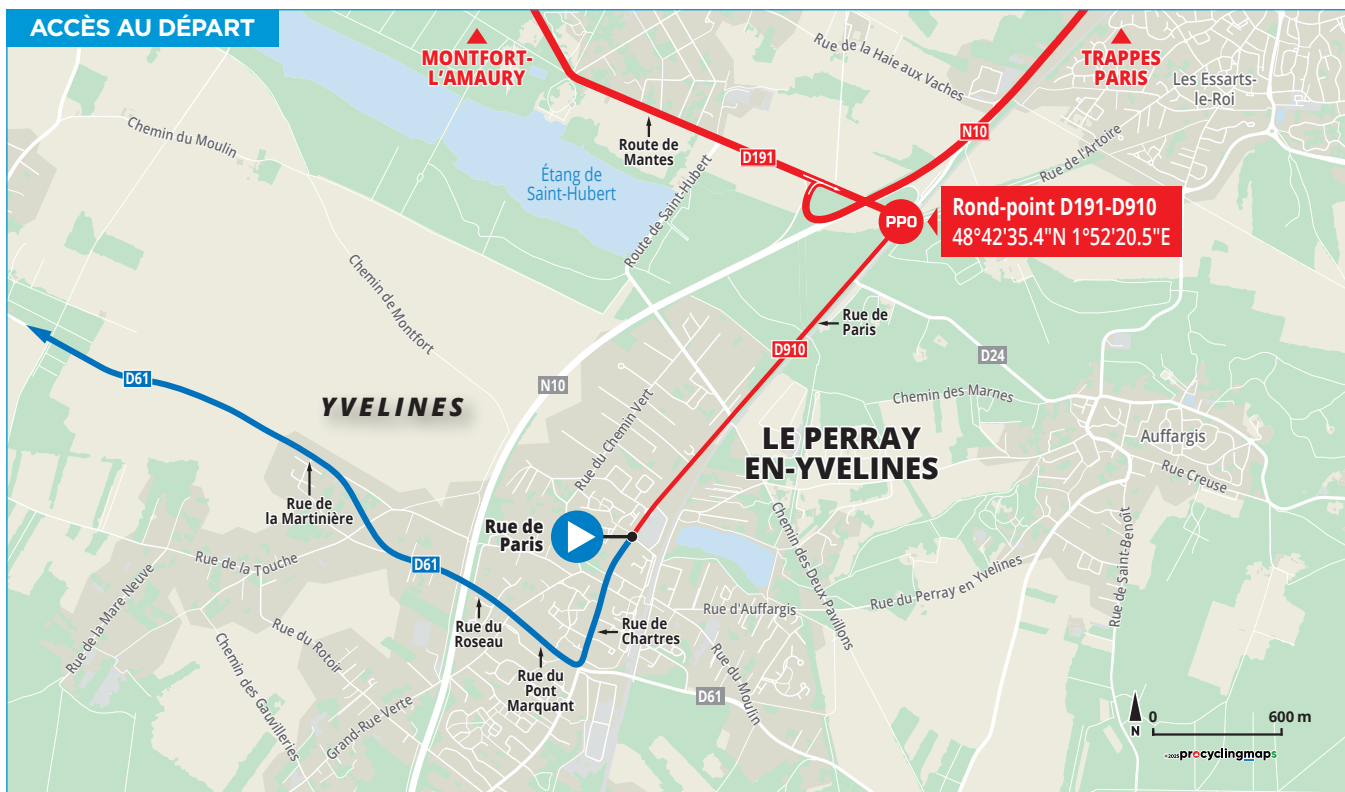 ACCÈS AU DÉPART
MONTFORT-
L'AMAURY
Rue de la Haie aux Vaches
TRAPPES
PARIS
Les Essarts-
le-Roi
Chemin du Moulin
Route de
Mantes
D191
N10
Rue de l'Artoire
Étang de
Saint-Hubert
Route de Saint-Hubert
PPO
Rond-point D191-D910
48°42'35.4"N 1°52'20.5"E
Chemin de Montfort
Rue de
Paris
D910
D24
D61
N10
YVELINES
Chemin des Marnes
Rue du Chemin Vert
LE PERRAY
EN-YVELINES
Auffargis
Rue Creuse
Rue de
la Martinière
Rue de
Paris
Chemin des Deux Pavillons
Rue de Saint-Benoît
Rue de la Touche
D61
Rue de la Mare Neuve
Rue du Perray en Yvelines
Rue d'Auffargis
Rue du
Roseau
Rue de
Chartres
Rue du Rotoir
Chemin des Gauvilleries
Rue du
Pont
Marquant
Rue du Moulin
D61
Grand-Rue Verte
N
0 600 m
©2025 procyclingmaps